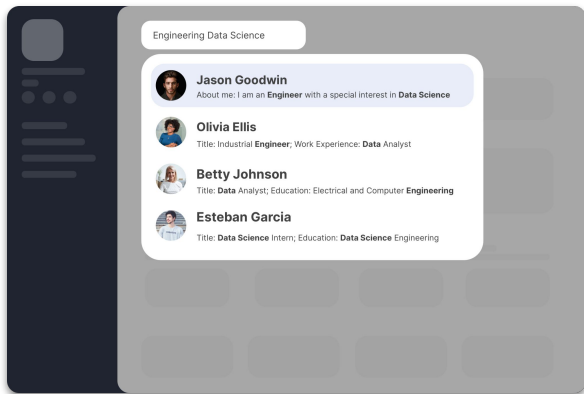 Engineering Data Science
Jason Goodwin
About me: I am an Engineer with a special interest in Data Science
Olivia Ellis
Title: Industrial Engineer; Work Experience: Data Analyst
Betty Johnson
Title: Data Analyst; Education: Electrical and Computer Engineering
Esteban Garcia
Title: Data Science Intern; Education: Data Science Engineering